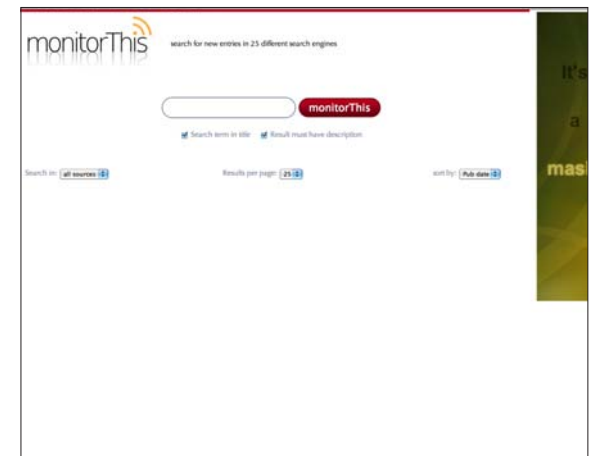 monitorThis
search for new entries in 25 different search engines
It's
monitorThis
a
Search term in title Result must have description
Search in: all sources Results per page: 25 sort by: Pub date
mas